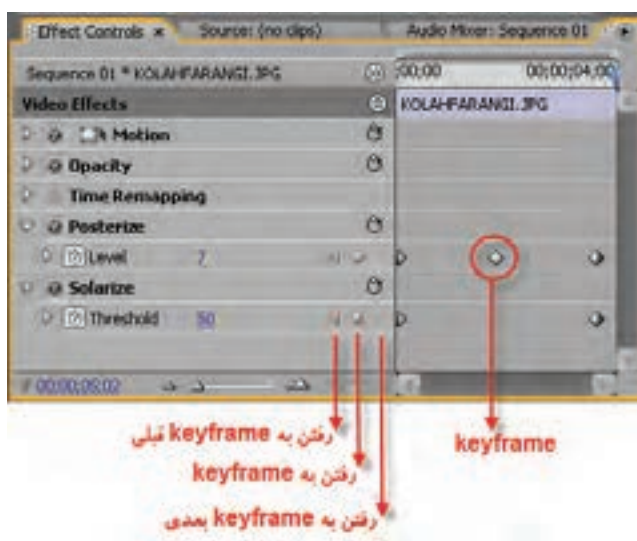 Effect Controls × Source: (no clips) Audio Mixer: Sequence 01
Sequence 01 * KOLAHFARANGI.JPG ;00;00 00;00;04;00
Video Effects KOLAHFARANGI.JPG
Motion
Opacity
Time Remapping
Posterize
Level 7
Solarize
Threshold 50
00;00;05;02
رفتن به keyframe قبلی
keyframe
رفتن به keyframe
رفتن به keyframe بعدی